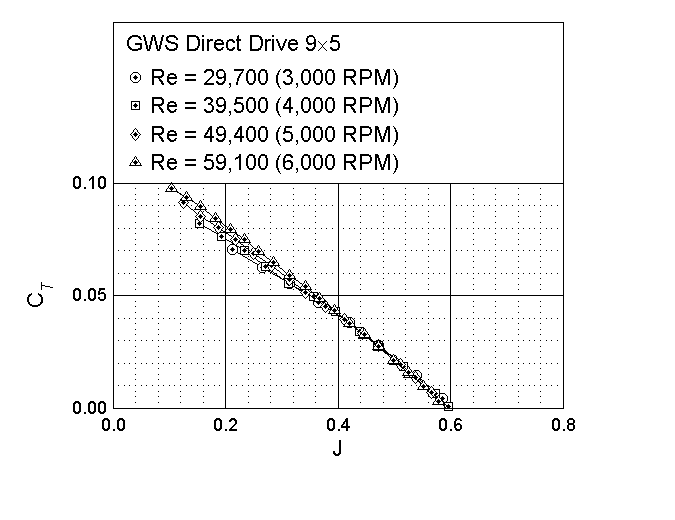 GWS Direct Drive 9×5
Re = 29,700 (3,000 RPM)
Re = 39,500 (4,000 RPM)
Re = 49,400 (5,000 RPM)
Re = 59,100 (6,000 RPM)
0.10
0.05
0.00
C_T
0.0 0.2 0.4 0.6 0.8
J